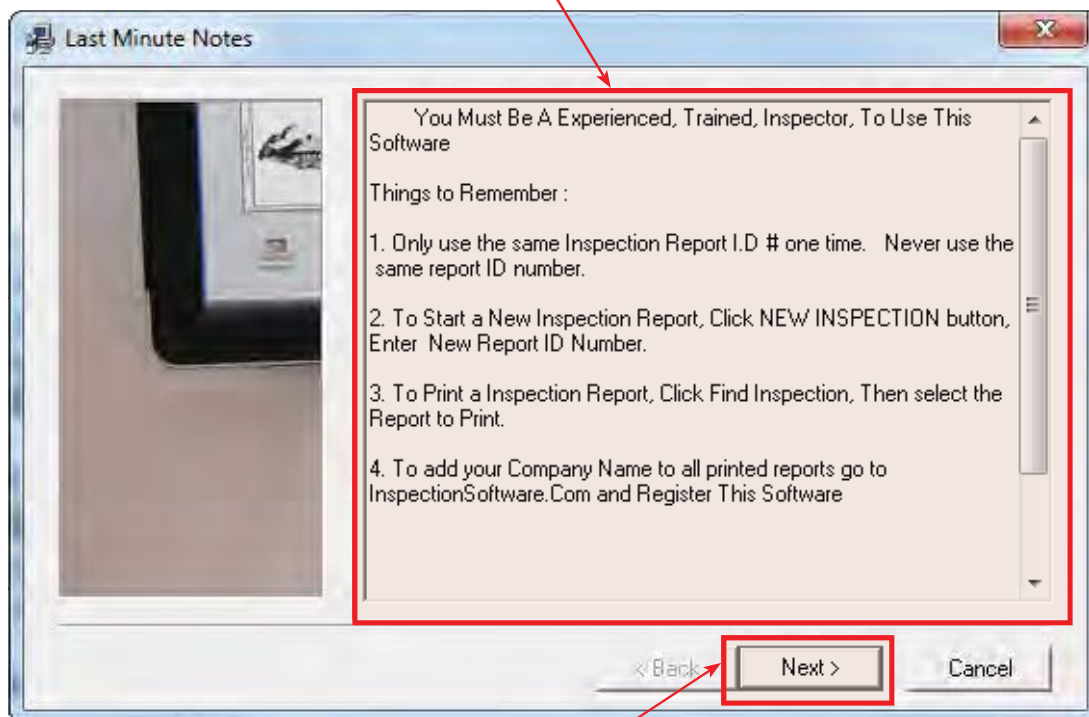 Last Minute Notes
You Must Be A Experienced, Trained, Inspector, To Use This
Software
Things to Remember :
1. Only use the same Inspection Report I.D # one time. Never use the
same report ID number.
2. To Start a New Inspection Report, Click NEW INSPECTION button,
Enter New Report ID Number.
3. To Print a Inspection Report, Click Find Inspection, Then select the
Report to Print.
4. To add your Company Name to all printed reports go to
InspectionSoftware.Com and Register This Software
< Back Next > Cancel